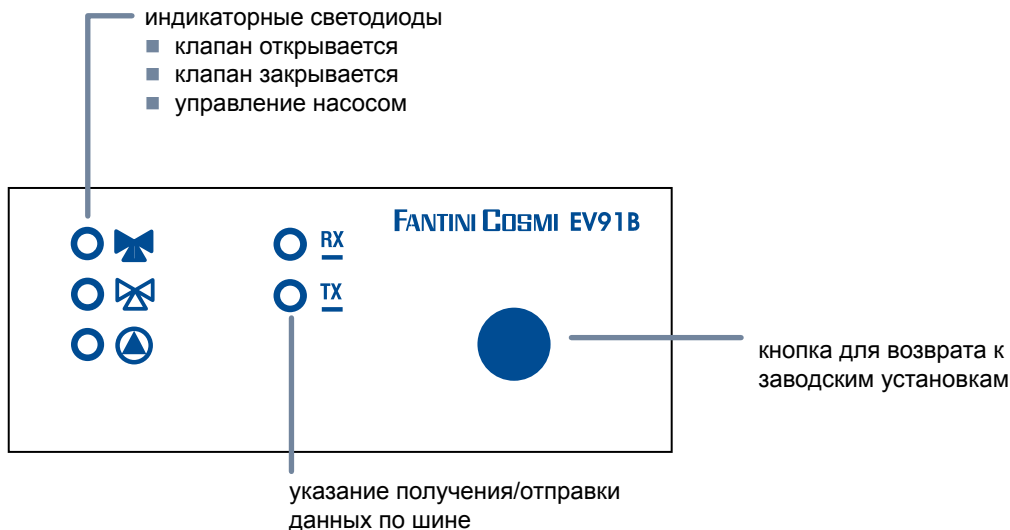 индикаторные светодиоды
клапан открывается
клапан закрывается
управление насосом
FANTINI COSMI EV91B
RX
TX
кнопка для возврата к
заводским установкам
указание получения/отправки
данных по шине